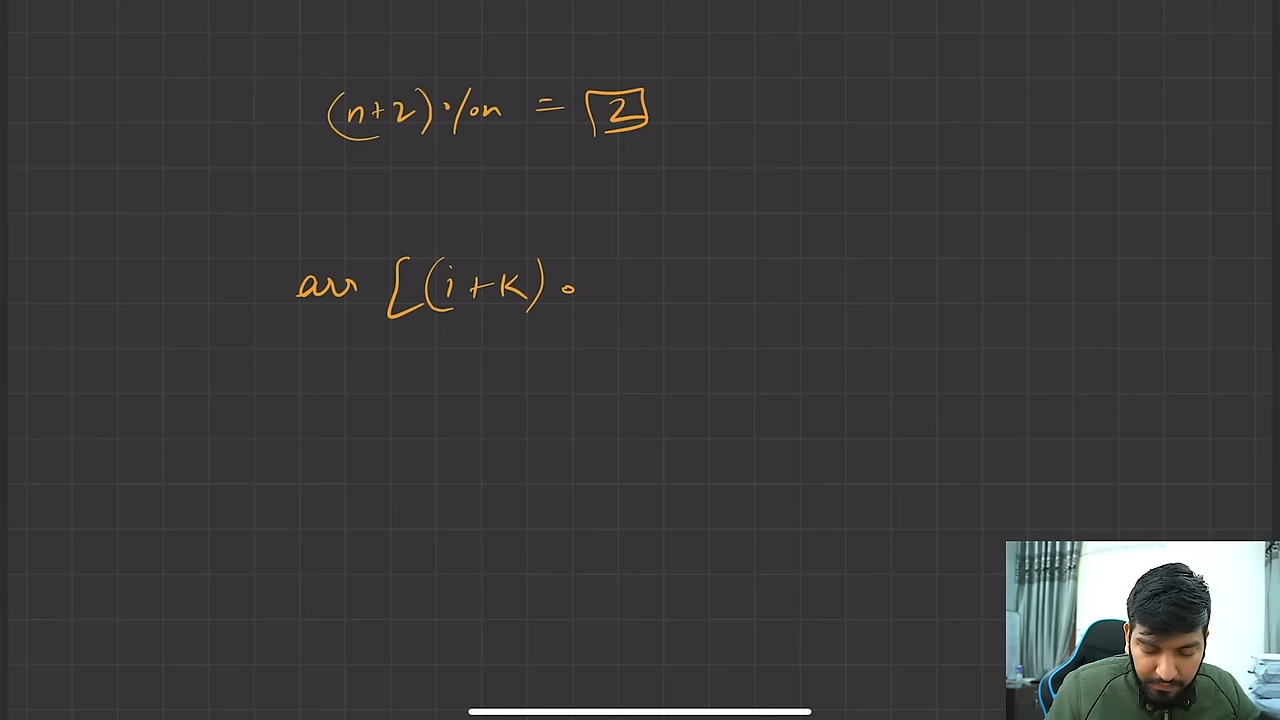 (n+2)%n = 2
arr [(i+k) °